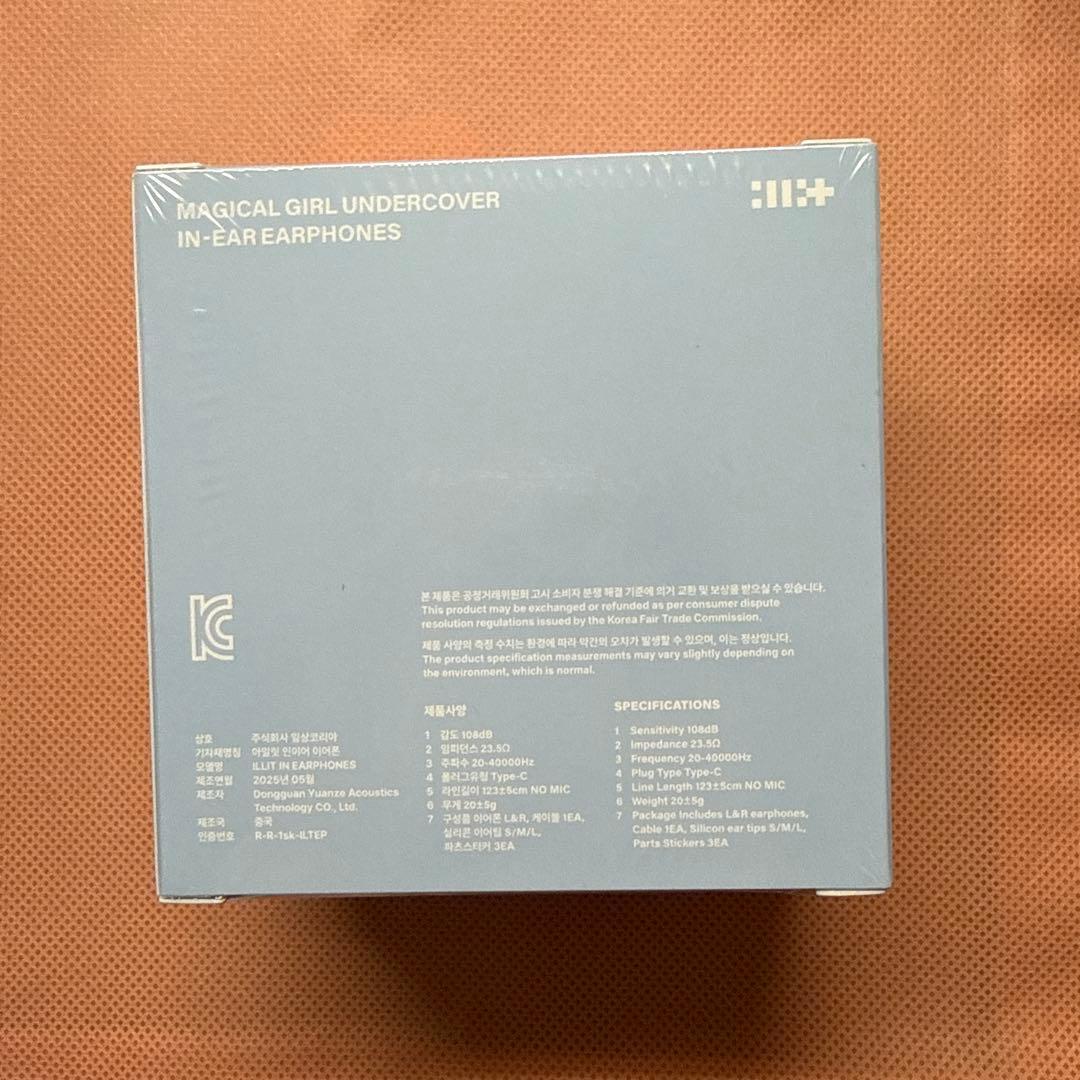 MAGICAL GIRL UNDERCOVER
IN-EAR EARPHONES
본 제품은 공정거래위원회 고시 소비자 분쟁 해결 기준에 의거 교환 및 보상을 받으실 수 있습니다.
This product may be exchanged or refunded as per consumer dispute
resolution regulations issued by the Korea Fair Trade Commission.
제품 사양의 측정 수치는 환경에 따라 약간의 오차가 발생할 수 있으며, 이는 정상입니다.
The product specification measurements may vary slightly depending on
the environment, which is normal.
상호 주식회사 일상코리아
기자재명칭 아일릿 인이어 이어폰
모델명 ILLIT IN EARPHONES
제조연월 2025년 05월
제조자 Dongguan Yuanze Acoustics
Technology CO., Ltd.
제조국 중국
인증번호 R-R-1sk-ILTEP
제품사양
1 감도 108dB
2 임피던스 23.5Ω
3 주파수 20-40000Hz
4 플러그유형 Type-C
5 라인길이 123±5cm NO MIC
6 무게 20±5g
7 구성품 이어폰 L&R, 케이블 1EA,
실리콘 이어팁 S/M/L,
파츠스티커 3EA
SPECIFICATIONS
1 Sensitivity 108dB
2 Impedance 23.5Ω
3 Frequency 20-40000Hz
4 Plug Type Type-C
5 Line Length 123±5cm NO MIC
6 Weight 20±5g
7 Package Includes L&R earphones,
Cable 1EA, Silicon ear tips S/M/L,
Parts Stickers 3EA